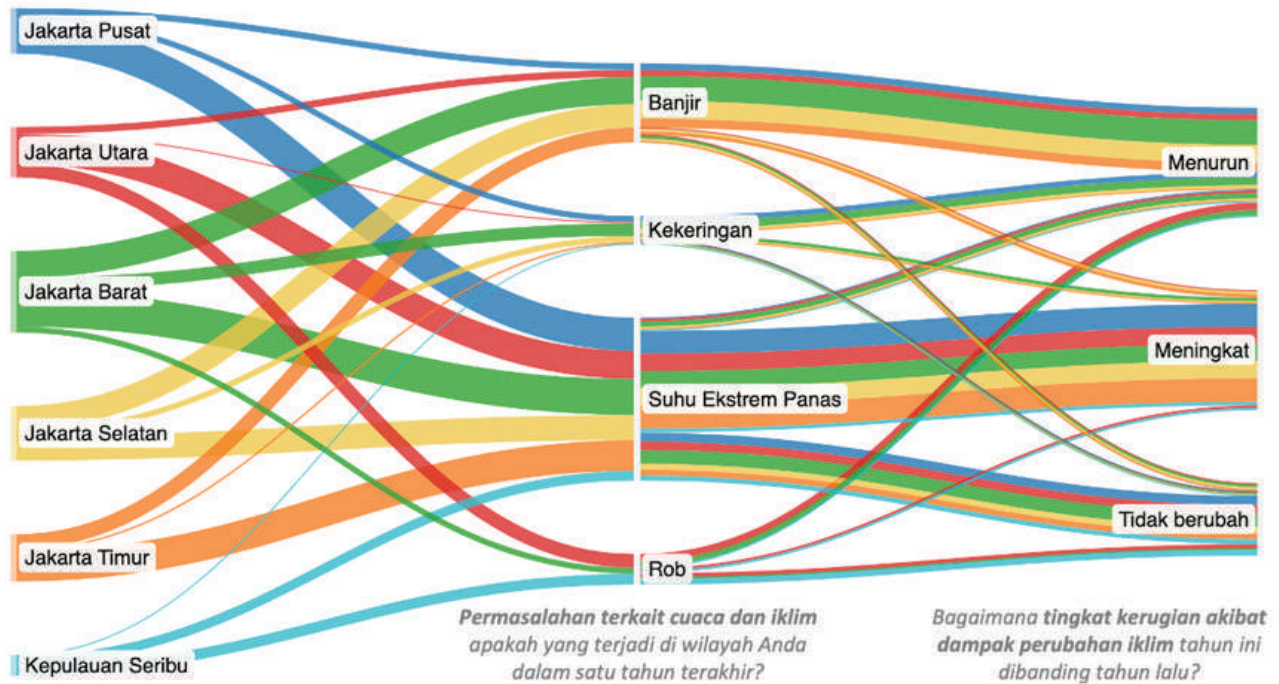 Jakarta Pusat
Jakarta Utara
Jakarta Barat
Jakarta Selatan
Jakarta Timur
Kepulauan Seribu
Banjir
Kekeringan
Suhu Ekstrem Panas
Rob
Menurun
Meningkat
Tidak berubah
Permasalahan terkait cuaca dan iklim
apakah yang terjadi di wilayah Anda
dalam satu tahun terakhir?
Bagaimana tingkat kerugian akibat
dampak perubahan iklim tahun ini
dibanding tahun lalu?